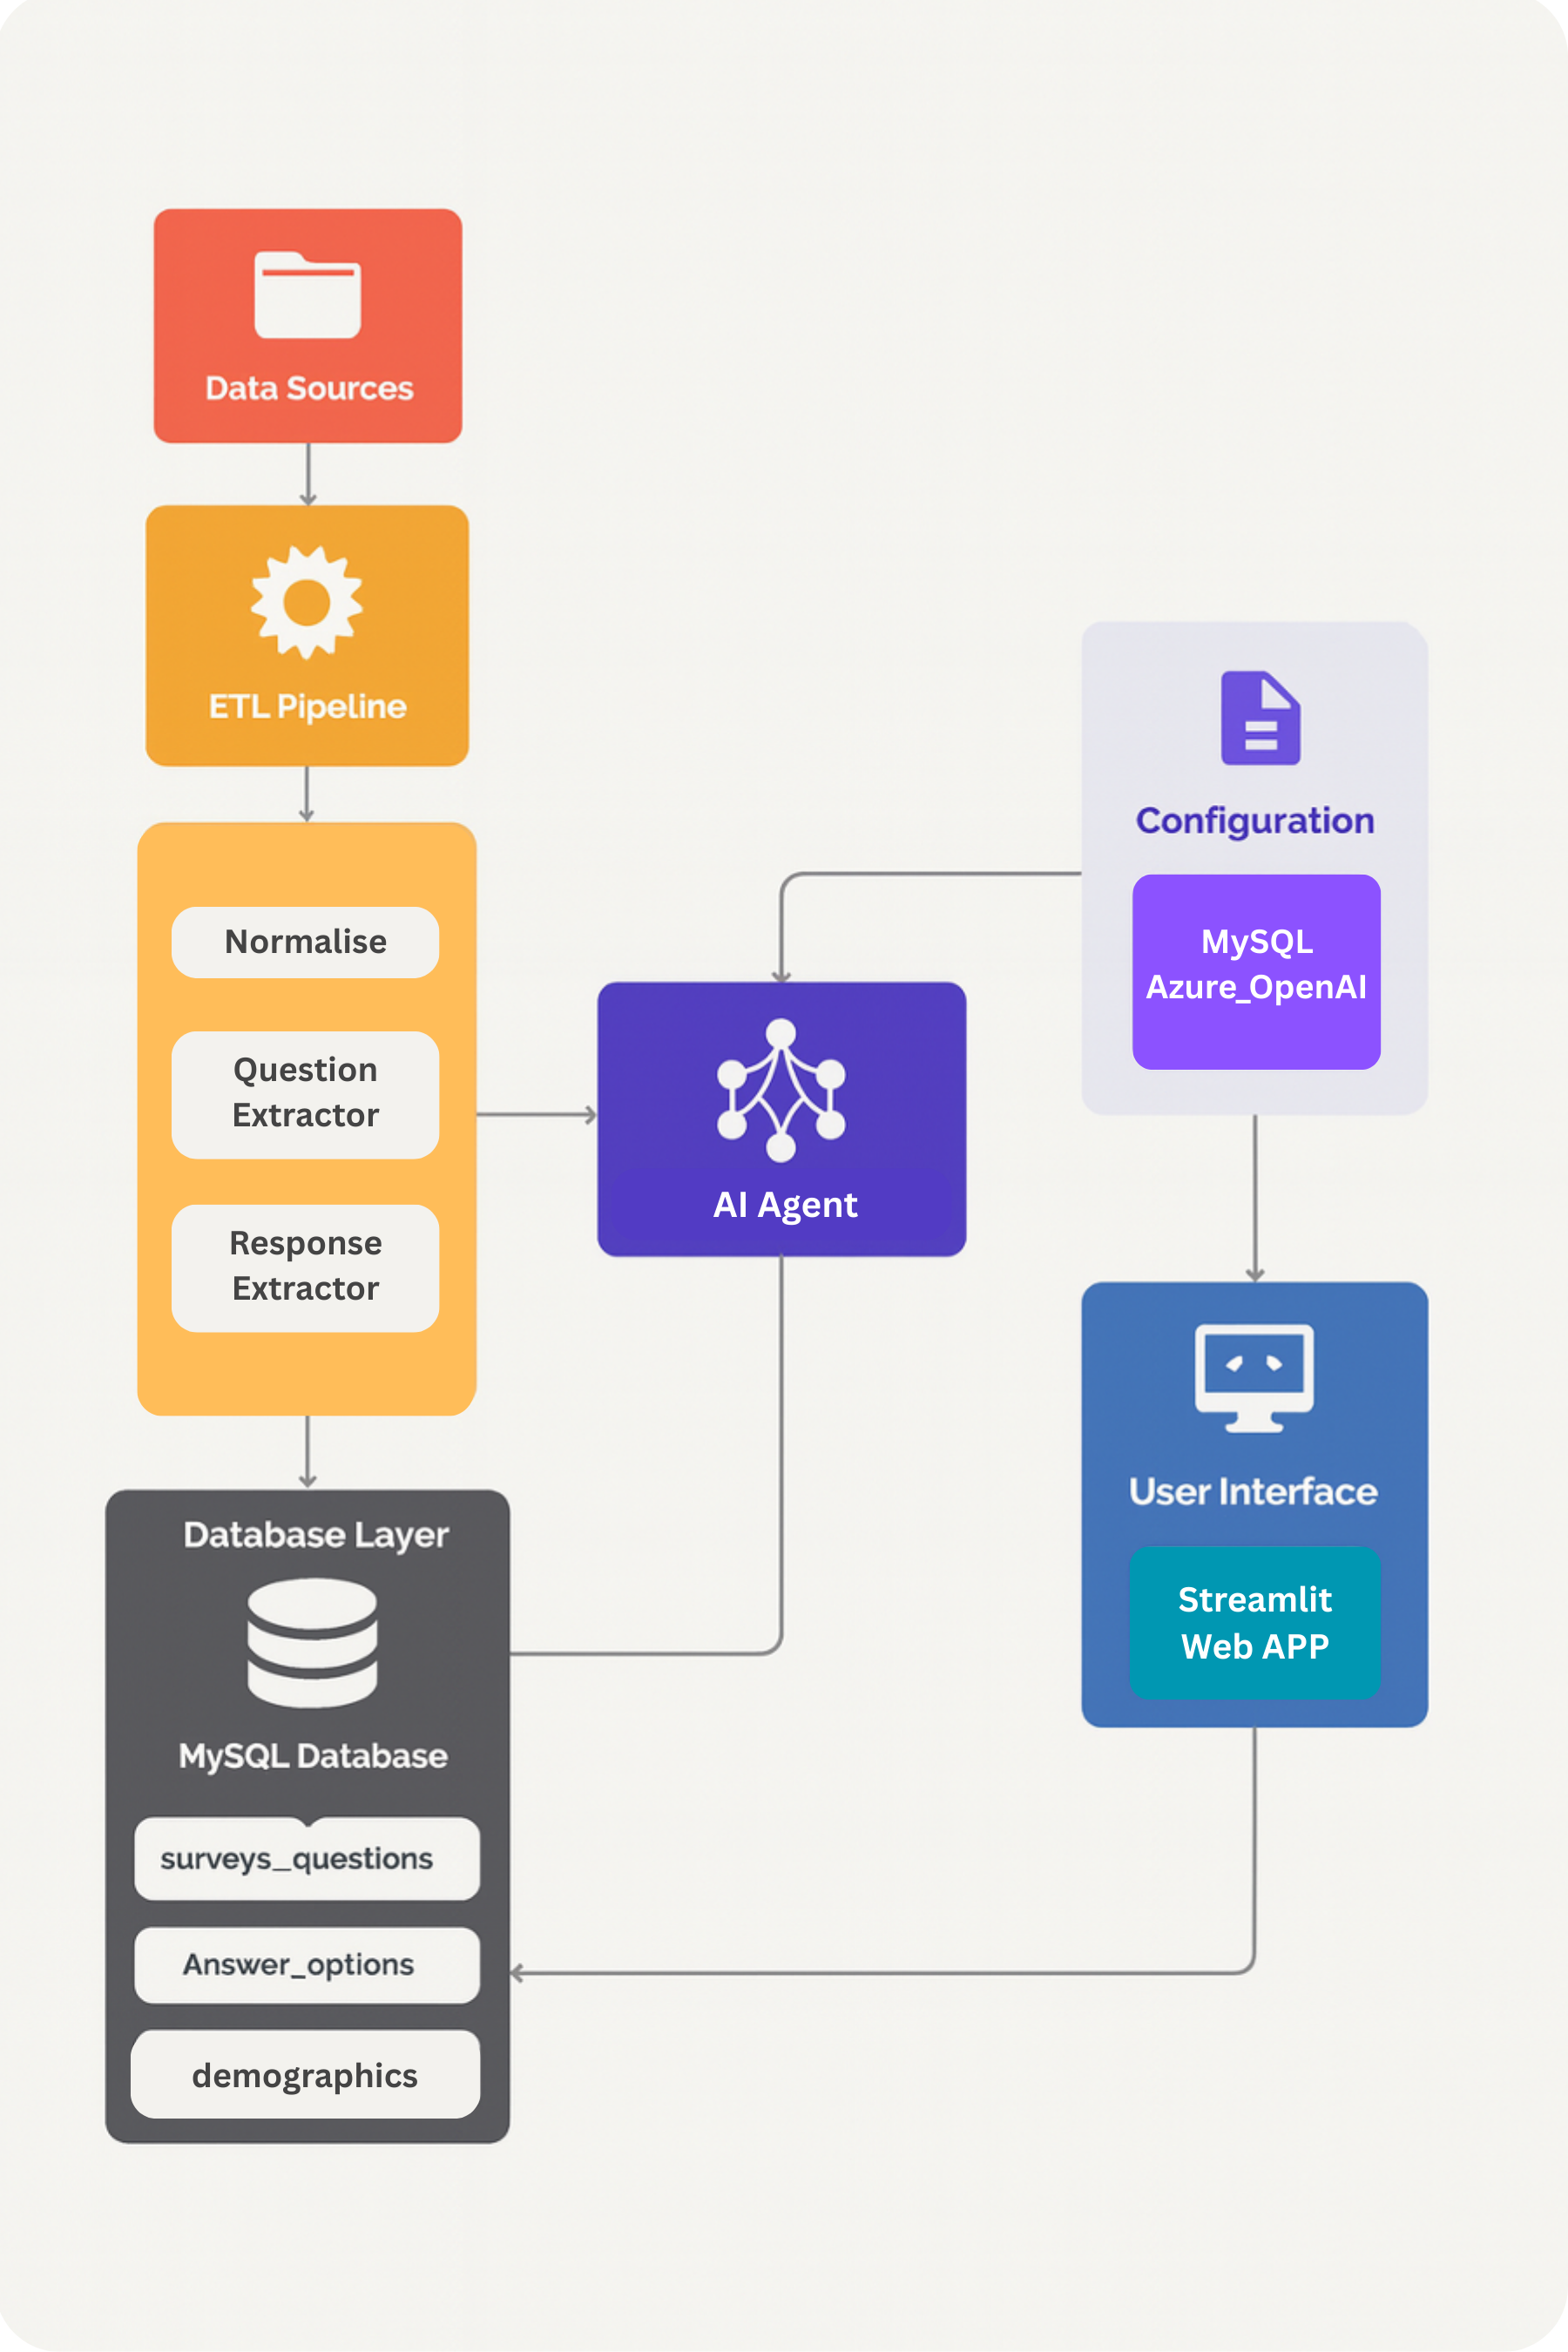 Data Sources
ETL Pipeline
Normalise
Question
Extractor
Response
Extractor
Database Layer
MySQL Database
surveys_questions
Answer_options
demographics
AI Agent
Configuration
MySQL
Azure_OpenAI
User Interface
Streamlit
Web APP